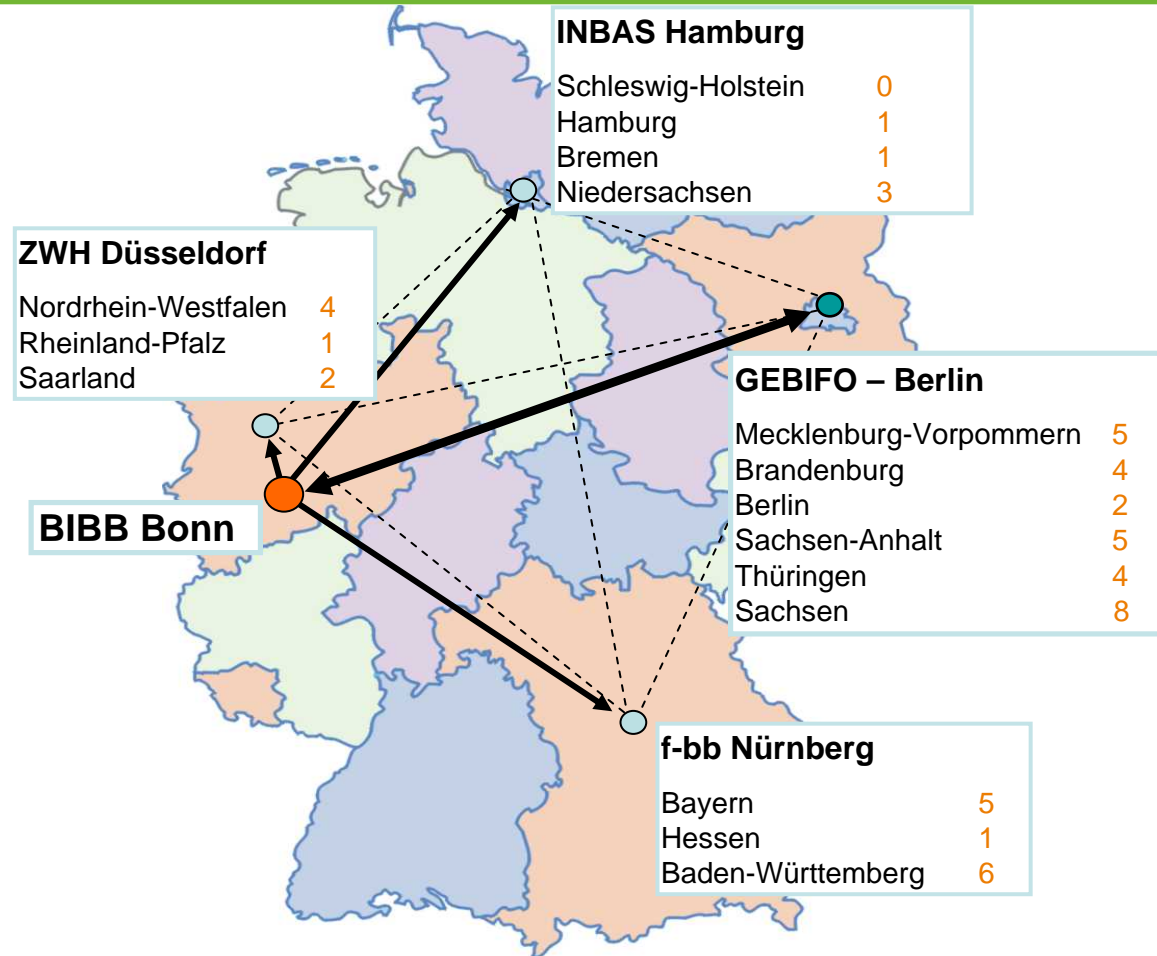 INBAS Hamburg
Schleswig-Holstein 0
Hamburg 1
Bremen 1
Niedersachsen 3
ZWH Düsseldorf
Nordrhein-Westfalen 4
Rheinland-Pfalz 1
Saarland 2
GEBIFO – Berlin
Mecklenburg-Vorpommern 5
Brandenburg 4
Berlin 2
Sachsen-Anhalt 5
Thüringen 4
Sachsen 8
BIBB Bonn
f-bb Nürnberg
Bayern 5
Hessen 1
Baden-Württemberg 6